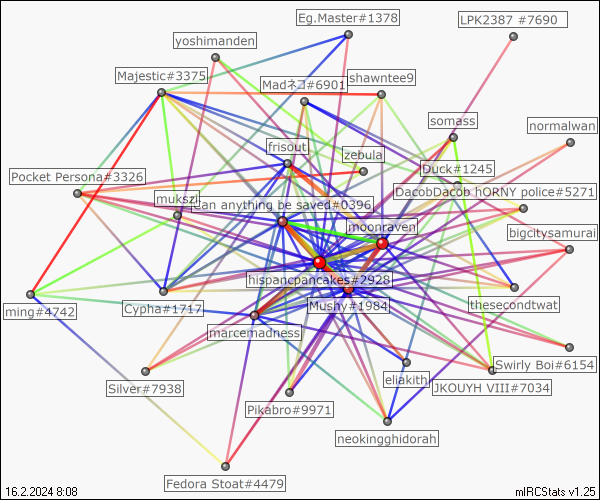 Eg.Master#1378
LPK2387 #7690
yoshimanden
Majestic#3375
Madネコ#6901
shawntee9
somass
normalwan
frisout
zebula
Duck#1245
Pocket Persona#3326
mukszi
can anything be saved#0396
DacobDacob hORNY police#5271
moonraven
bigcitysamurai
hispancpancakes#2928
ming#4742
Cypha#1717
Mushy#1984
thesecondtwat
marcemadness
Silver#7938
eliakith
Swirly Boi#6154
JKOUYH VIII#7034
Pikabro#9971
neokingghidorah
Fedora Stoat#4479
16.2.2024 8:08
mIRCStats v1.25